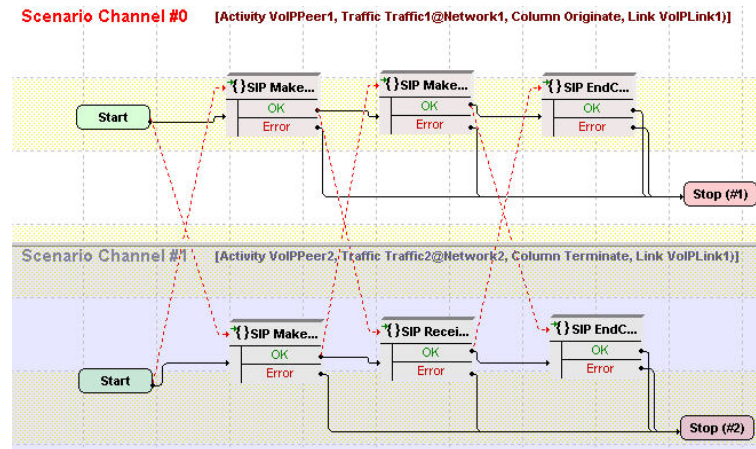 Scenario Channel #0 [Activity VoIPPeer1, Traffic Traffic1@Network1, Column Originate, Link VoIPLink1)]
{}SIP Make... {}SIP Make... {}SIP EndC...
Start OK OK OK
Error Error Error
Stop (#1)
Scenario Channel #1 [Activity VoIPPeer2, Traffic Traffic2@Network2, Column Terminate, Link VoIPLink1)]
{}SIP Make... {}SIP Recei... {}SIP EndC...
OK OK OK
Start Error Error Error
Stop (#2)